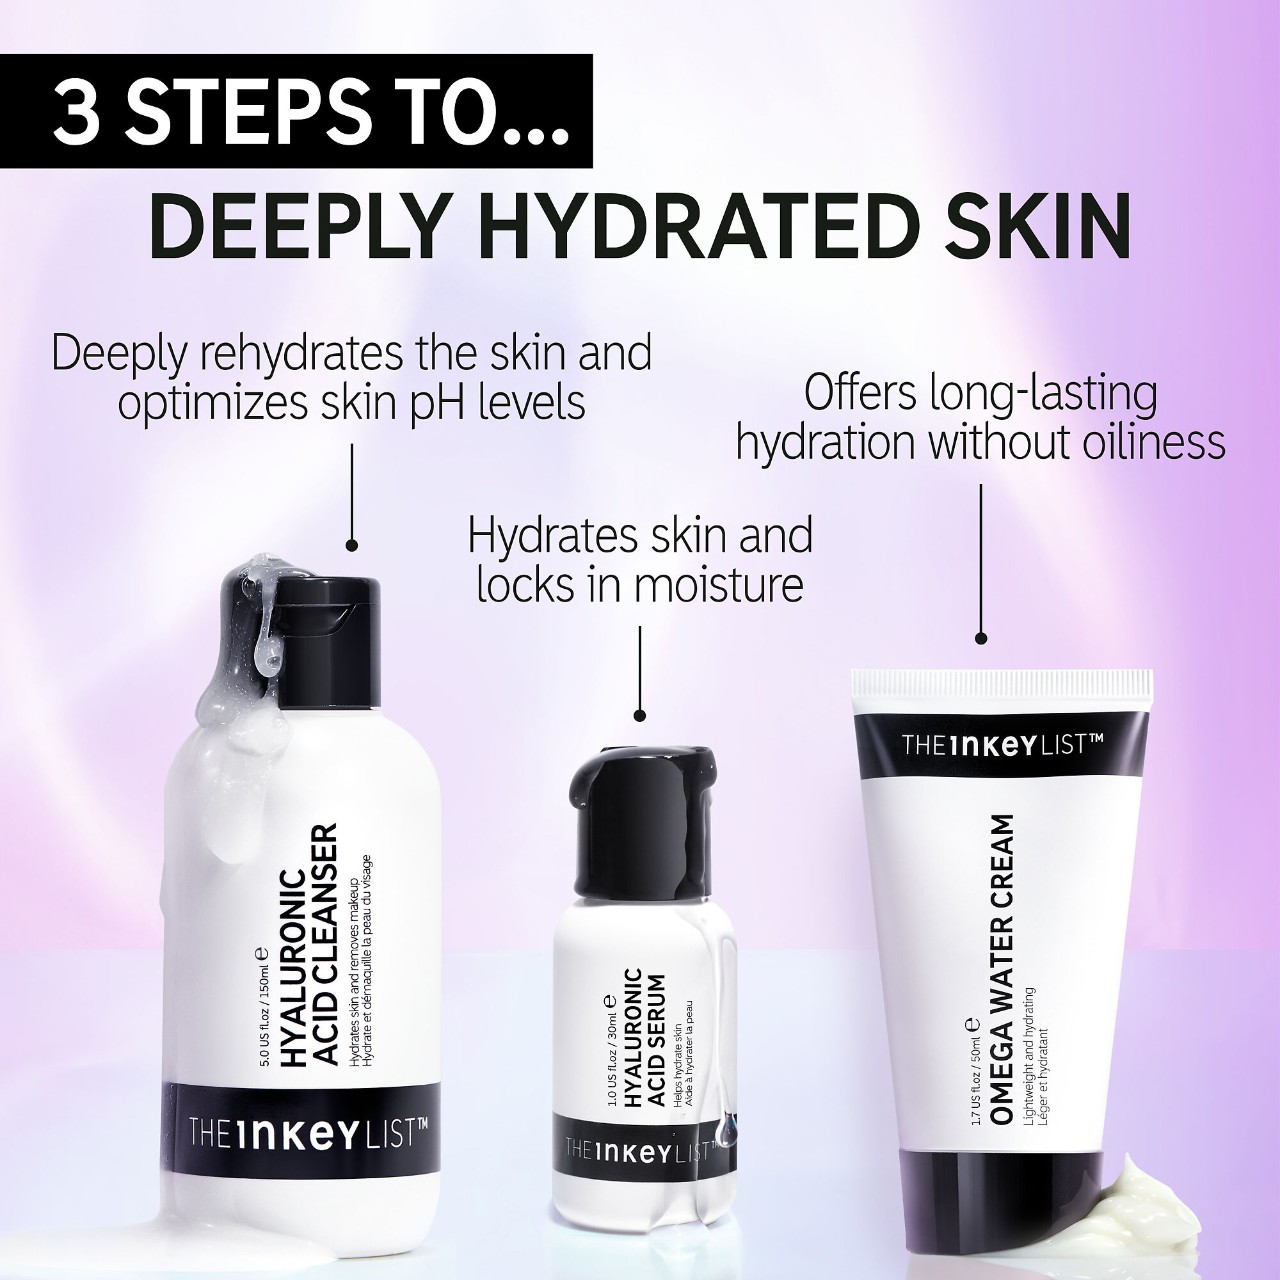 3 STEPS TO...
DEEPLY HYDRATED SKIN
Deeply rehydrates the skin and
optimizes skin pH levels
Offers long-lasting
hydration without oiliness
Hydrates skin and
locks in moisture
5.0 US fl.oz / 150ml ℮
HYALURONIC
ACID CLEANSER
Hydrates skin and removes makeup
Hydrate et démaquille la peau du visage
THE INKEY LIST™
1.0 US fl.oz / 30ml ℮
HYALURONIC
ACID SERUM
Helps hydrate skin
Aide à hydrater la peau
THE INKEY LIST™
THE INKEY LIST™
1.7 US fl.oz / 50ml ℮
OMEGA WATER CREAM
Lightweight and hydrating
Léger et hydratant